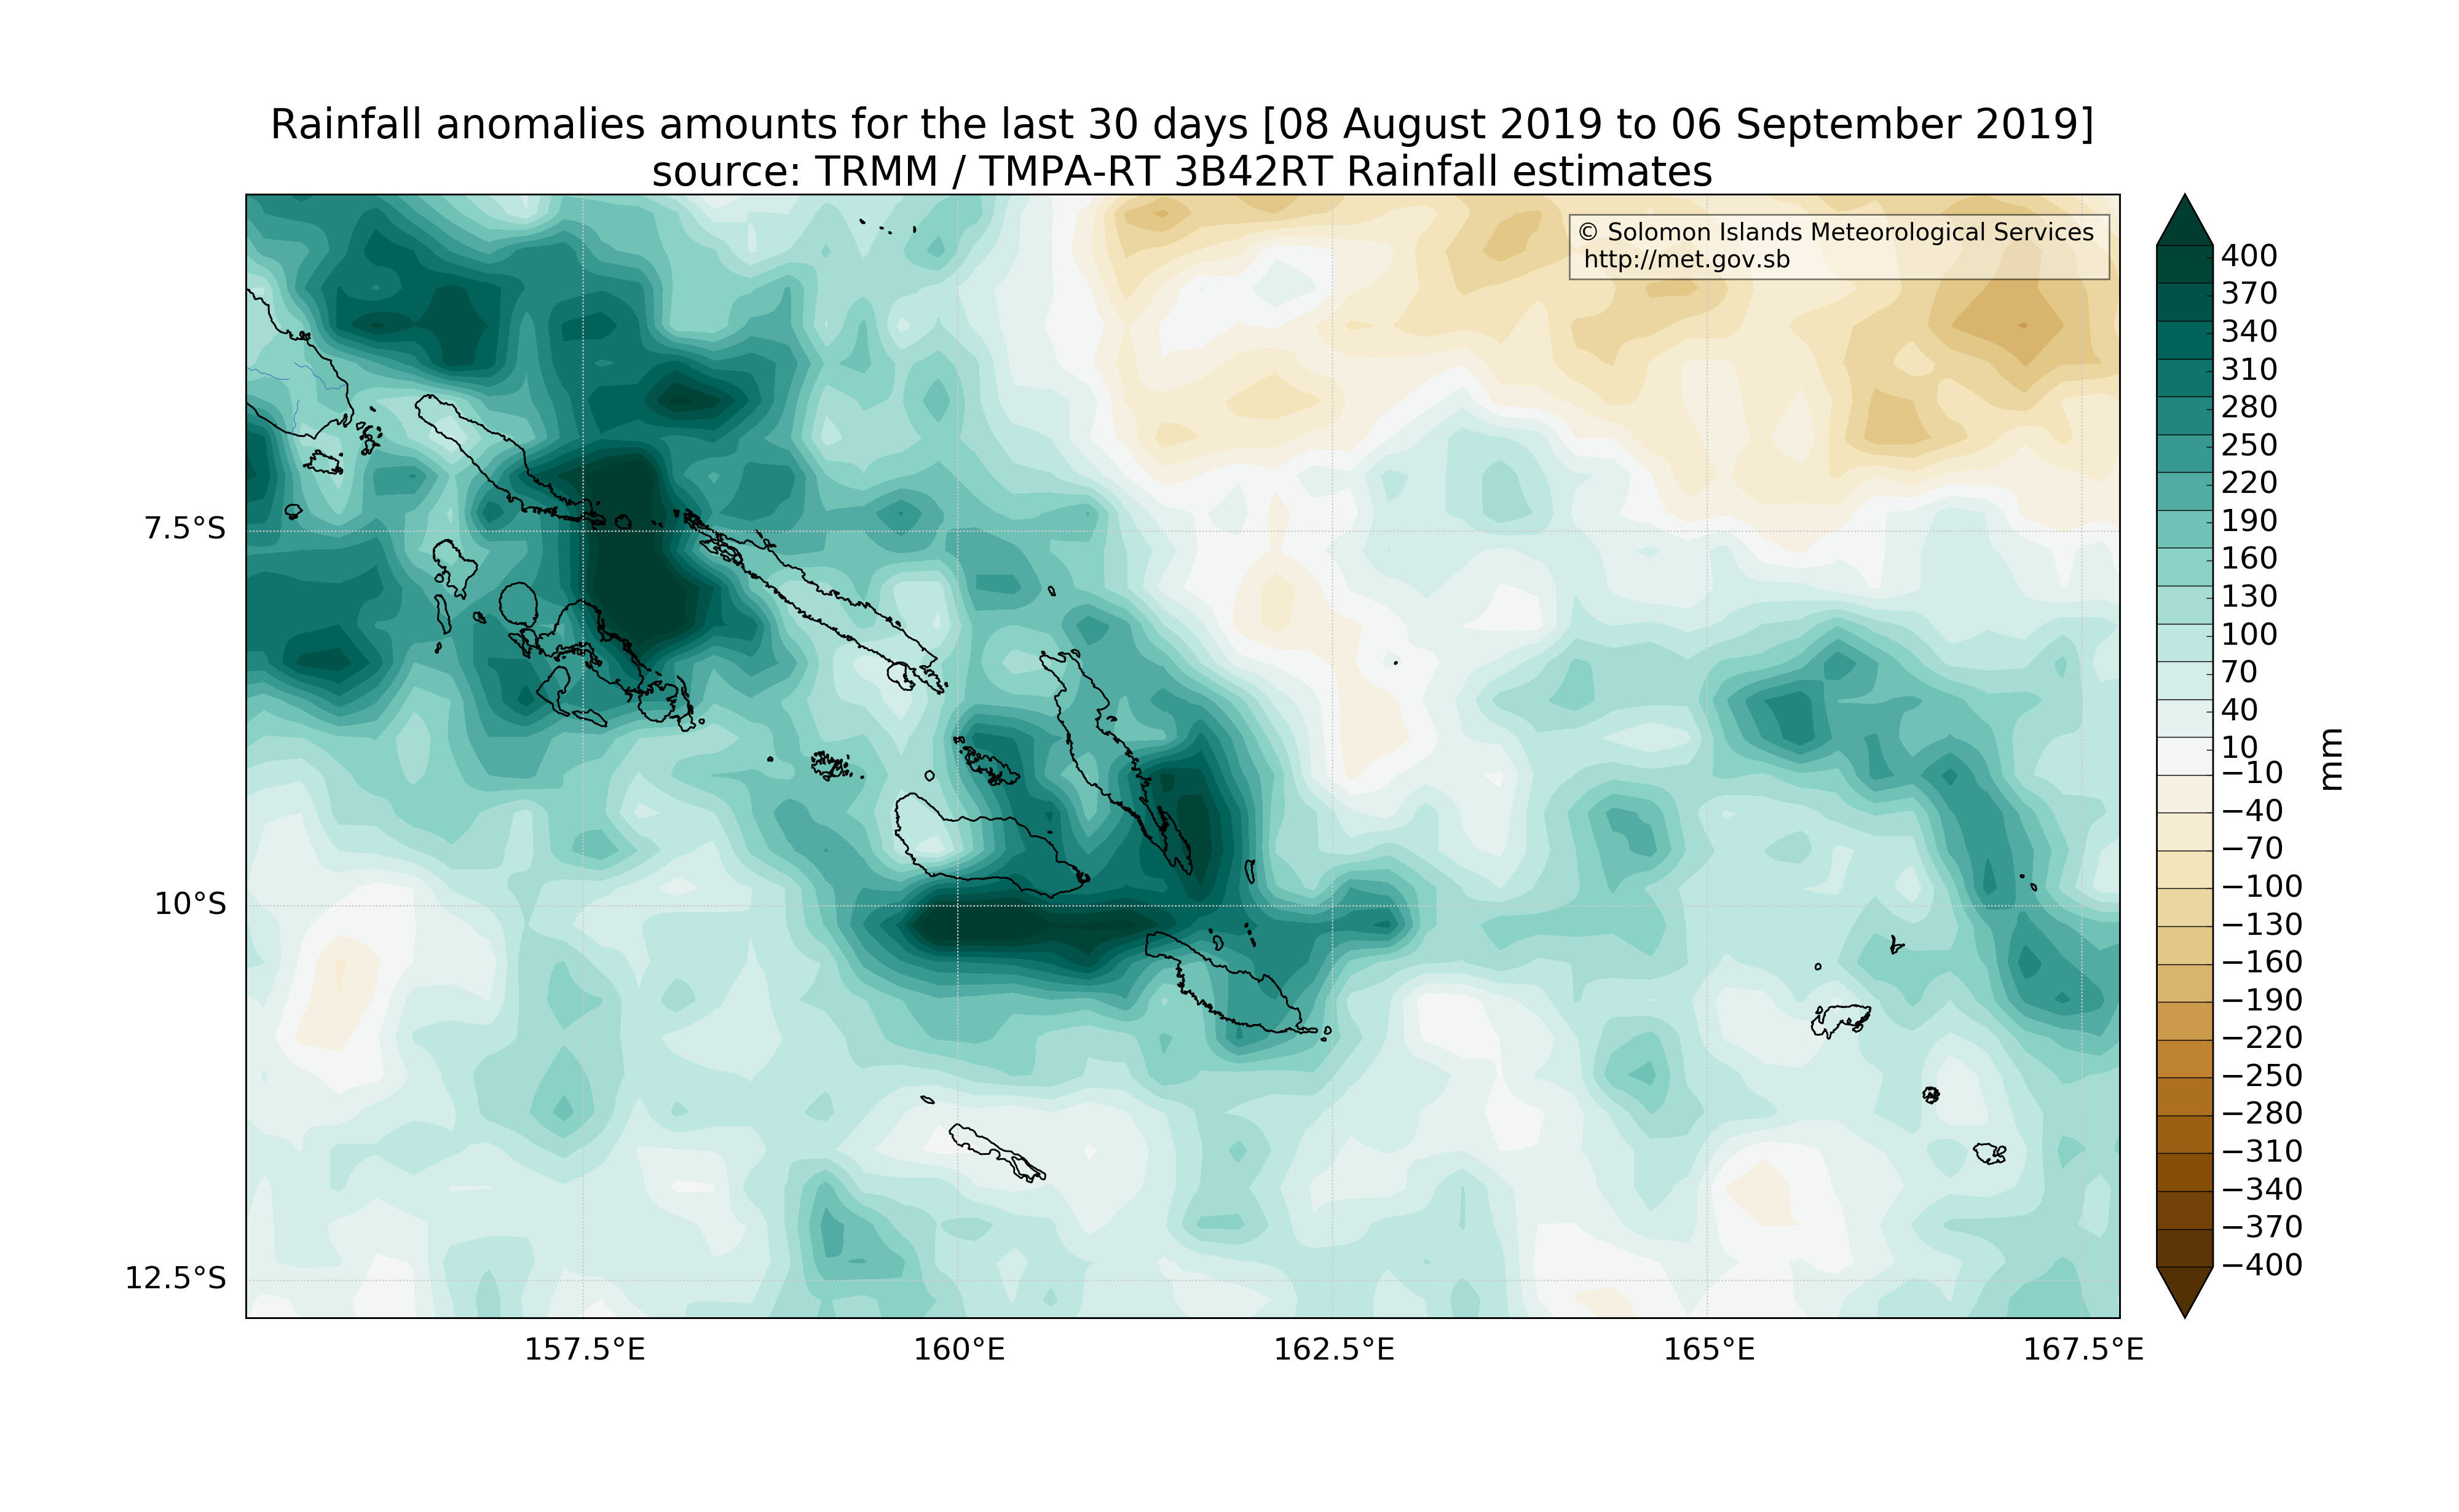 Rainfall anomalies amounts for the last 30 days [08 August 2019 to 06 September 2019]
source: TRMM / TMPA-RT 3B42RT Rainfall estimates
© Solomon Islands Meteorological Services
http://met.gov.sb
7.5°S
10°S
12.5°S
157.5°E
160°E
162.5°E
165°E
167.5°E
400
370
340
310
280
250
220
190
160
130
100
70
40
10
−10
−40
−70
−100
−130
−160
−190
−220
−250
−280
−310
−340
−370
−400
mm